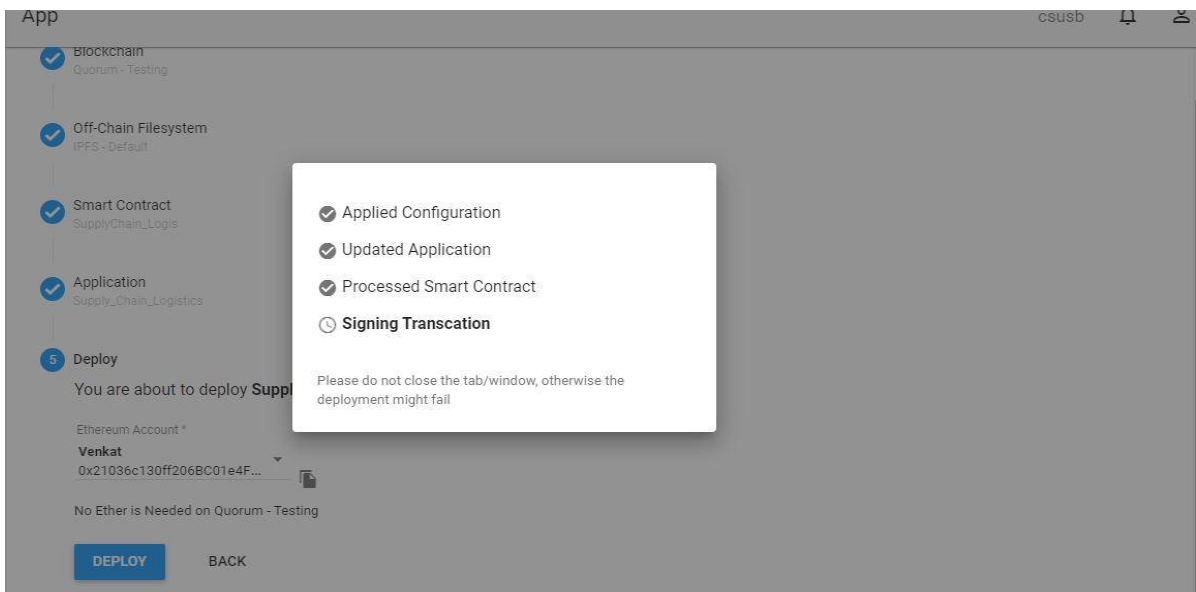 App
csusb
Blockchain
Quorum - Testing
Off-Chain Filesystem
IPFS - Default
Smart Contract
SupplyChain_Logis
Application
Supply_Chain_Logistics
5 Deploy
You are about to deploy Suppl
Ethereum Account *
Venkat
0x21036c130ff206BC01e4F...
No Ether is Needed on Quorum - Testing
DEPLOY BACK
Applied Configuration
Updated Application
Processed Smart Contract
Signing Transcation
Please do not close the tab/window, otherwise the
deployment might fail